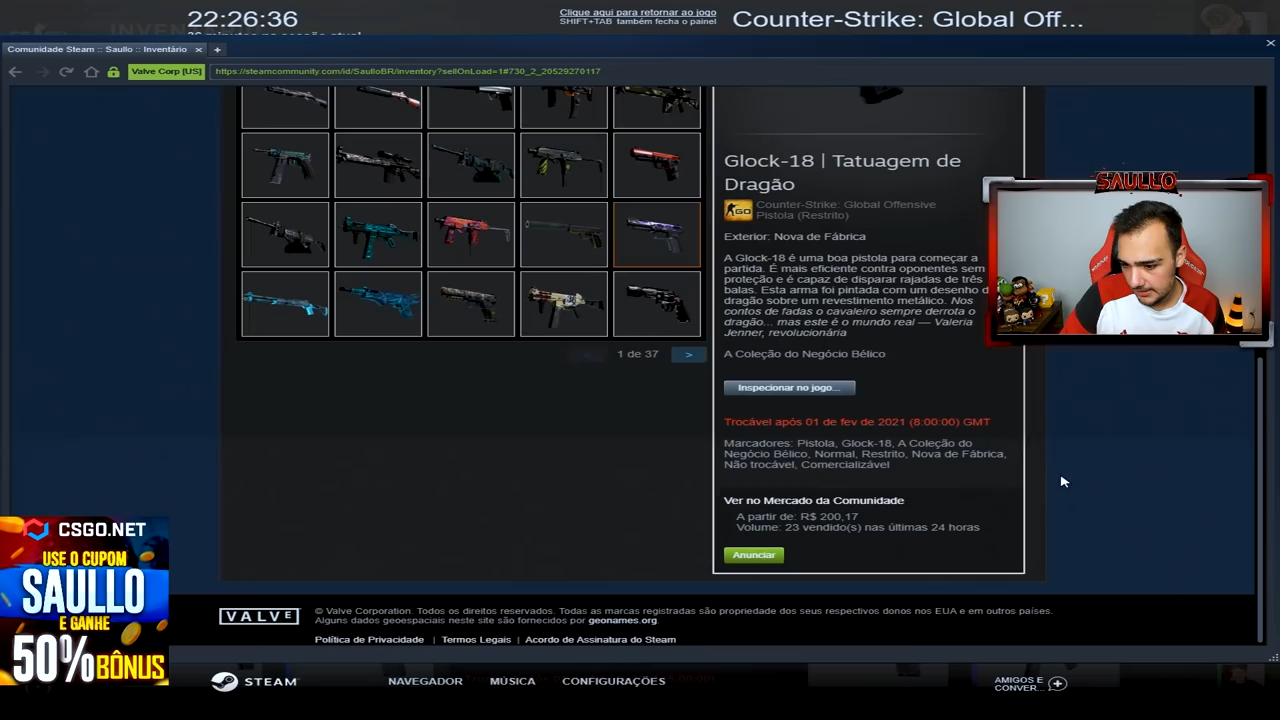 22:26:36
Clique aqui para retornar ao jogo
SHIFT+TAB também fecha o painel
Counter-Strike: Global Off...
36 minutos na sessão atual
Comunidade Steam :: Saullo :: Inventário
Valve Corp [US]
https://steamcommunity.com/id/SaulloBR/inventory?sellOnLoad=1#730_2_20529270117
Glock-18 | Tatuagem de
Dragão
SAULLO
GO
Counter-Strike: Global Offensive
Pistola (Restrito)
Exterior: Nova de Fábrica
A Glock-18 é uma boa pistola para começar a
partida. É mais eficiente contra oponentes sem
proteção e é capaz de disparar rajadas de três
balas. Esta arma foi pintada com um desenho d
dragão sobre um revestimento metálico. Nos
contos de fadas o cavaleiro sempre derrota o
dragão... mas este é o mundo real — Valeria
Jenner, revolucionária
A Coleção do Negócio Bélico
1 de 37
>
Inspecionar no jogo...
Trocável após 01 de fev de 2021 (8:00:00) GMT
Marcadores: Pistola, Glock-18, A Coleção do
Negócio Bélico, Normal, Restrito, Nova de Fábrica,
Não trocável, Comercializável
Ver no Mercado da Comunidade
A partir de: R$ 200,17
Volume: 23 vendido(s) nas últimas 24 horas
Anunciar
CSGO.NET
USE O CUPOM
SAULLO
E GANHE
50% BÔNUS
VALVE
© Valve Corporation. Todos os direitos reservados. Todas as marcas registradas são propriedade dos seus respectivos donos nos EUA e em outros países.
Alguns dados geoespaciais neste site são fornecidos por geonames.org.
Política de Privacidade | Termos Legais | Acordo de Assinatura do Steam
STEAM
NAVEGADOR
MÚSICA
CONFIGURAÇÕES
AMIGOS E
CONVER...